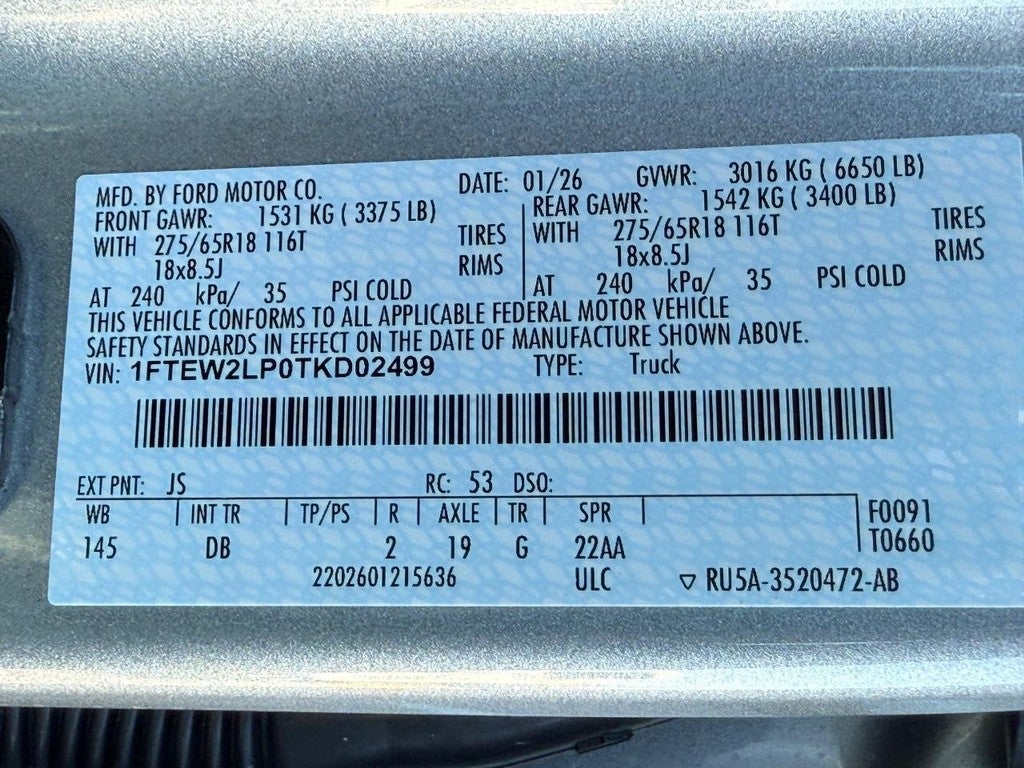 MFD. BY FORD MOTOR CO. DATE: 01/26 GVWR: 3016 KG ( 6650 LB)
FRONT GAWR: 1531 KG ( 3375 LB) REAR GAWR: 1542 KG ( 3400 LB)
WITH 275/65R18 116T TIRES WITH 275/65R18 116T TIRES
18x8.5J RIMS 18x8.5J RIMS
AT 240 kPa/ 35 PSI COLD AT 240 kPa/ 35 PSI COLD
THIS VEHICLE CONFORMS TO ALL APPLICABLE FEDERAL MOTOR VEHICLE
SAFETY STANDARDS IN EFFECT ON THE DATE OF MANUFACTURE SHOWN ABOVE.
VIN: 1FTEW2LP0TKD02499 TYPE: Truck
EXT PNT: JS RC: 53 DSO:
WB INT TR TP/PS R AXLE TR SPR F0091
145 DB 2 19 G 22AA T0660
2202601215636 ULC ▽ RU5A-3520472-AB